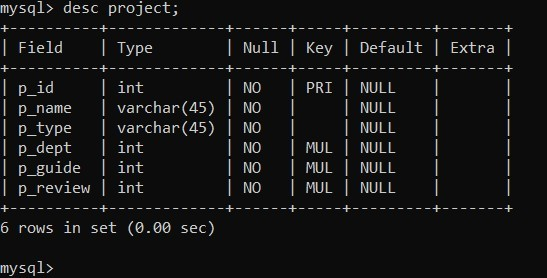 mysql> desc project;
+----------+-------------+------+-----+---------+-------+
| Field    | Type        | Null | Key | Default | Extra |
+----------+-------------+------+-----+---------+-------+
| p_id     | int         | NO   | PRI | NULL    |       |
| p_name   | varchar(45) | NO   |     | NULL    |       |
| p_type   | varchar(45) | NO   |     | NULL    |       |
| p_dept   | int         | NO   | MUL | NULL    |       |
| p_guide  | int         | NO   | MUL | NULL    |       |
| p_review | int         | NO   | MUL | NULL    |       |
+----------+-------------+------+-----+---------+-------+
6 rows in set (0.00 sec)
mysql>